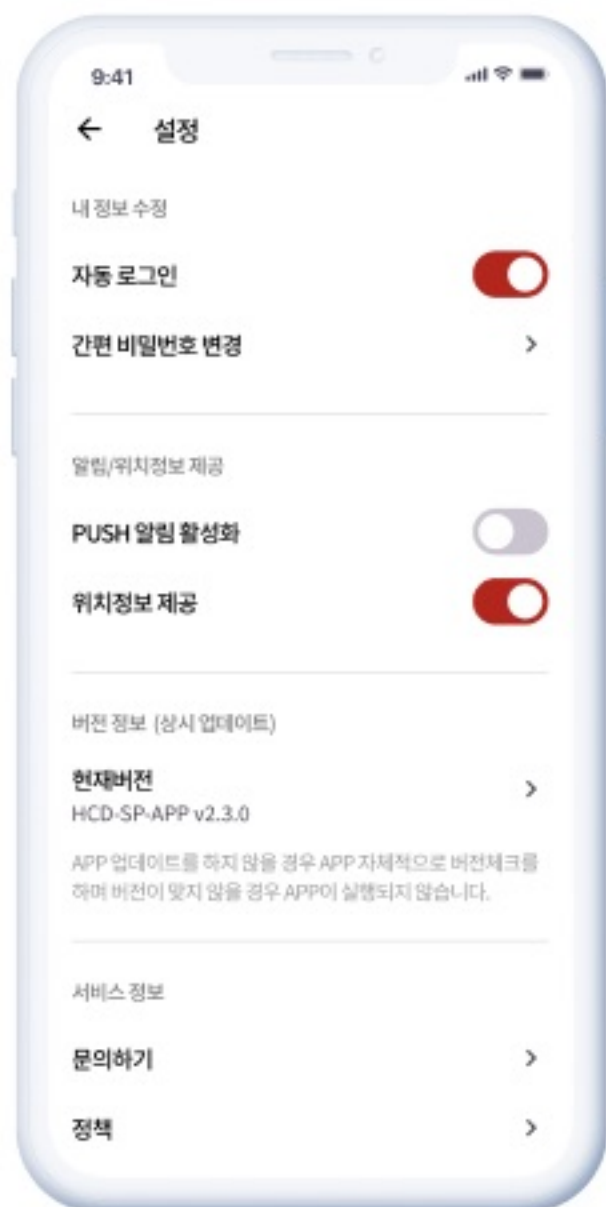 9:41
설정
내 정보 수정
자동 로그인
간편 비밀번호 변경
알림/위치정보 제공
PUSH 알림 활성화
위치정보 제공
버전 정보 (상시 업데이트)
현재버전
HCD-SP-APP v2.3.0
APP 업데이트를 하지 않을 경우 APP 자체적으로 버전체크를
하며 버전이 맞지 않을 경우 APP이 실행되지 않습니다.
서비스 정보
문의하기
정책